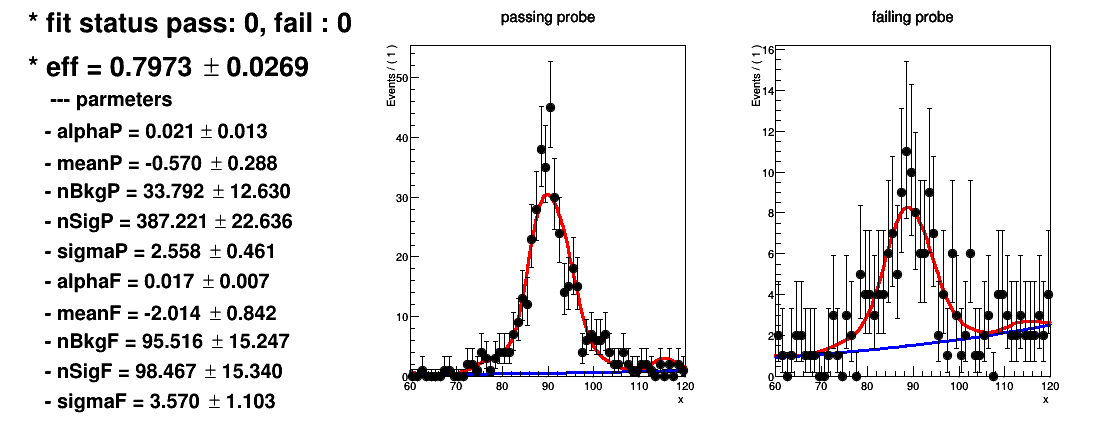 * fit status pass: 0, fail : 0
* eff = 0.7973 ± 0.0269
--- parmeters
- alphaP = 0.021 ± 0.013
- meanP = -0.570 ± 0.288
- nBkgP = 33.792 ± 12.630
- nSigP = 387.221 ± 22.636
- sigmaP = 2.558 ± 0.461
- alphaF = 0.017 ± 0.007
- meanF = -2.014 ± 0.842
- nBkgF = 95.516 ± 15.247
- nSigF = 98.467 ± 15.340
- sigmaF = 3.570 ± 1.103
passing probe
Events / ( 1 )
50
40
30
20
10
0
60 70 80 90 100 110 120
x
failing probe
Events / ( 1 )
16
14
12
10
8
6
4
2
0
60 70 80 90 100 110 120
x